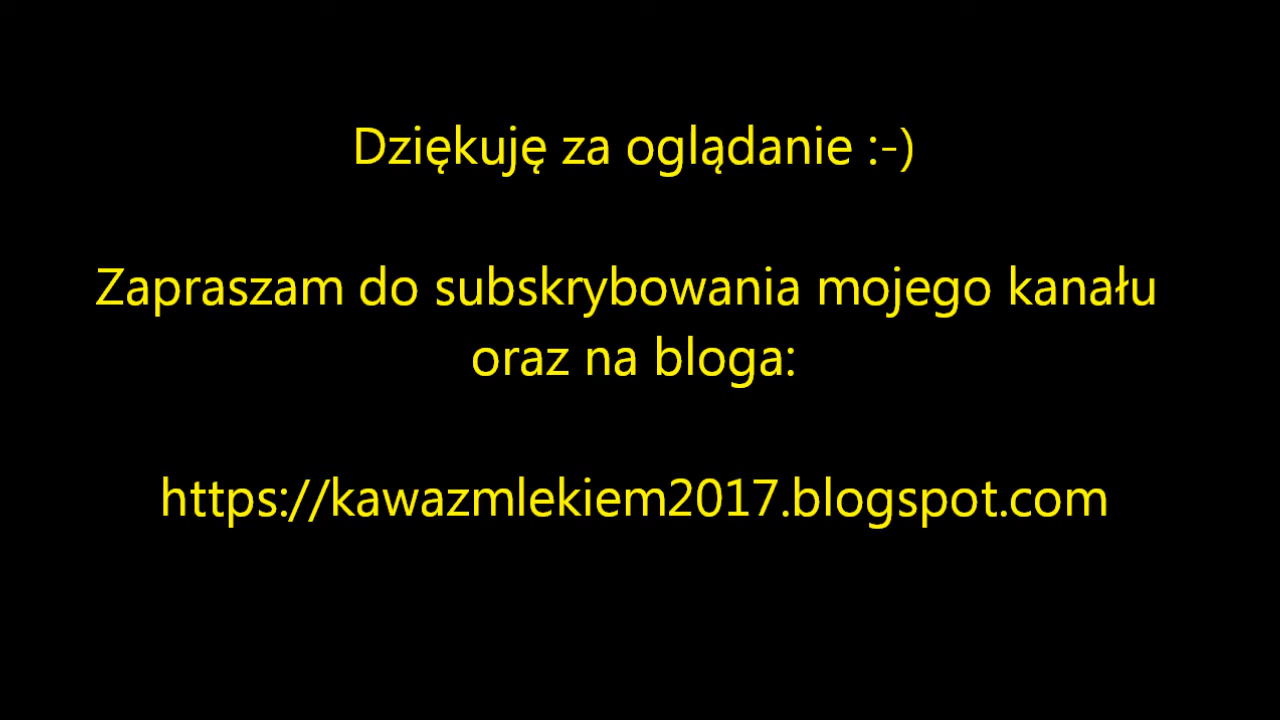 Dziękuję za oglądanie :-)
Zapraszam do subskrybowania mojego kanału
oraz na bloga:
https://kawazmlekiem2017.blogspot.com